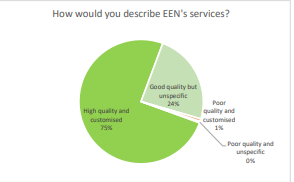 How would you describe EEN's services?
Good quality but
unspecific
24%
High quality and
customised
75%
Poor
quality and
customised
1%
Poor quality and
unspecific
0%